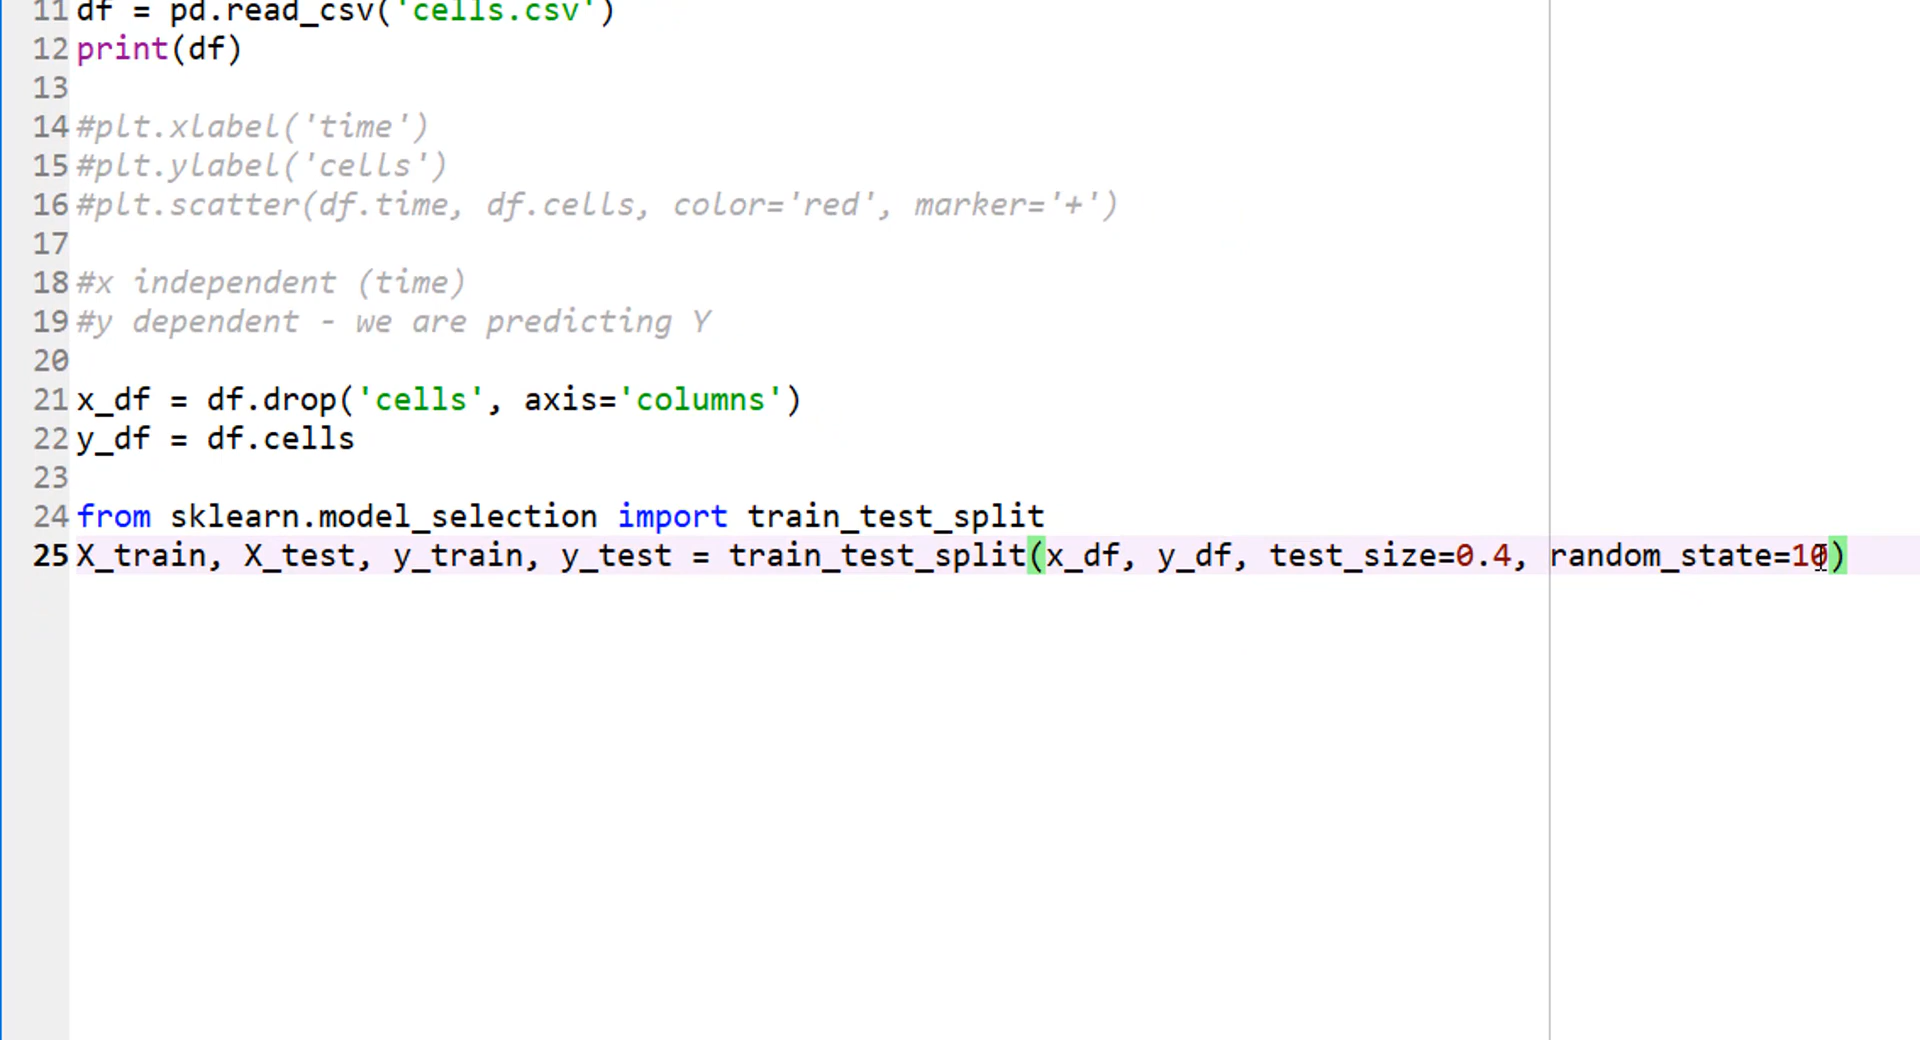 11 df = pd.read_csv('cells.csv')
12 print(df)
13
14 #plt.xlabel('time')
15 #plt.ylabel('cells')
16 #plt.scatter(df.time, df.cells, color='red', marker='+')
17
18 #x independent (time)
19 #y dependent - we are predicting Y
20
21 x_df = df.drop('cells', axis='columns')
22 y_df = df.cells
23
24 from sklearn.model_selection import train_test_split
25 X_train, X_test, y_train, y_test = train_test_split(x_df, y_df, test_size=0.4, random_state=10)